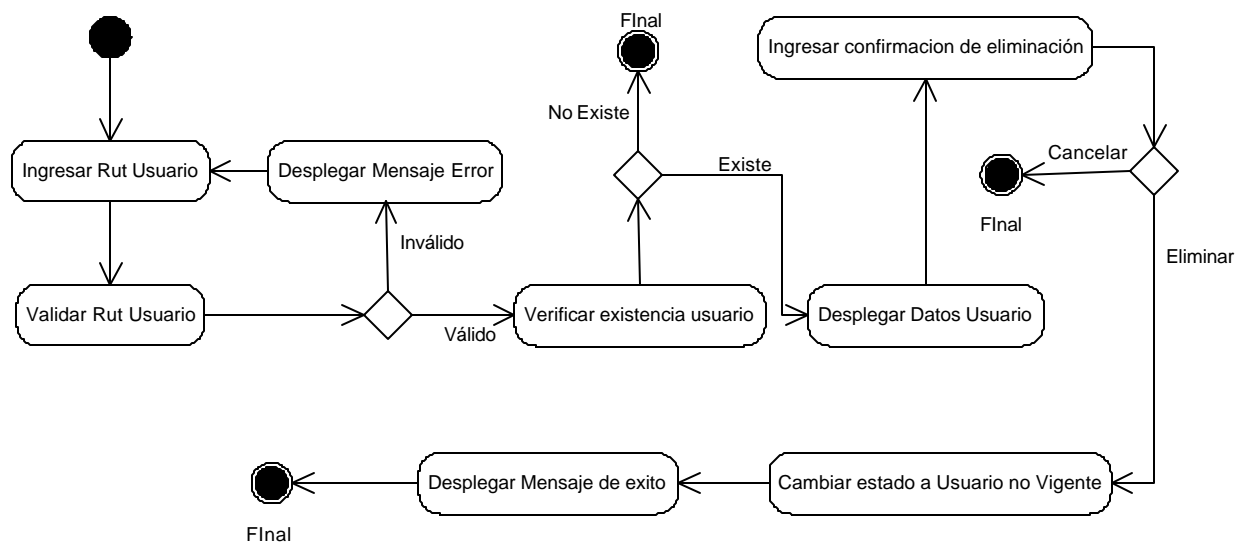 FInal
Ingresar confirmacion de eliminación
No Existe
Cancelar
Ingresar Rut Usuario
Desplegar Mensaje Error
Existe
FInal
Inválido
Eliminar
Validar Rut Usuario
Válido
Verificar existencia usuario
Desplegar Datos Usuario
Desplegar Mensaje de exito
Cambiar estado a Usuario no Vigente
FInal